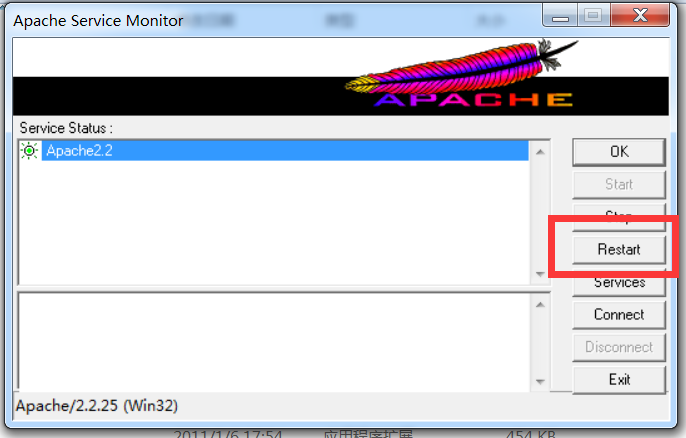 Apache Service Monitor
APACHE
Service Status :
Apache2.2
OK
Start
Stop
Restart
Services
Connect
Disconnect
Exit
Apache/2.2.25 (Win32)
2011/1/6 17:54 应用程序扩展 454 KB